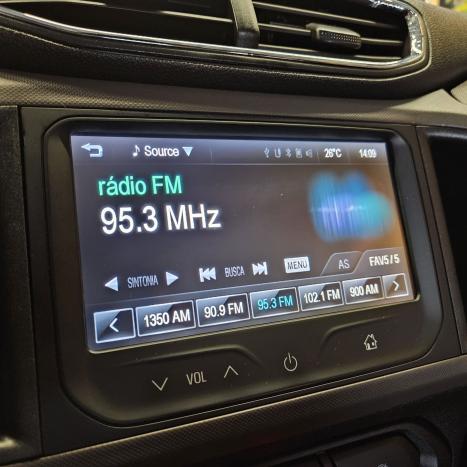 ♪ Source ▼ 26°C 14:09
rádio FM
95.3 MHz
SINTONIA BUSCA MENU AS FAV5 / 5
1350 AM 90.9 FM 95.3 FM 102.1 FM 900 AM
VOL